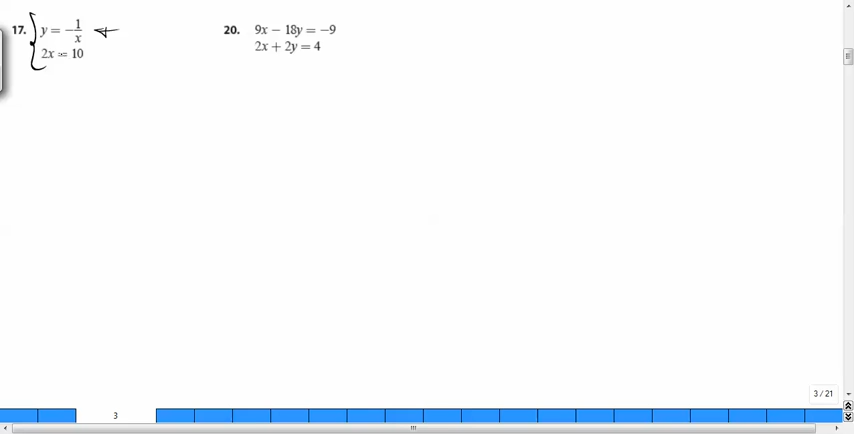 17. y = -1/x
2x = 10
20. 9x − 18y = −9
2x + 2y = 4
3 / 21
3